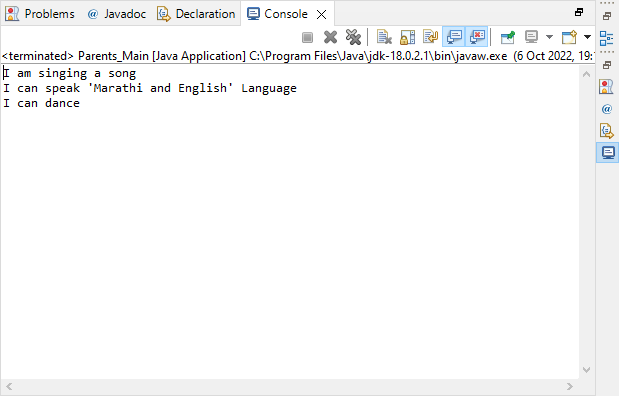 Problems @ Javadoc Declaration Console
<terminated> Parents_Main [Java Application] C:\Program Files\Java\jdk-18.0.2.1\bin\javaw.exe (6 Oct 2022, 19:
I am singing a song
I can speak 'Marathi and English' Language
I can dance